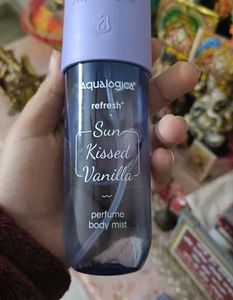 aqualogica®
refresh+
Sun
Kissed
Vanilla
perfume
body mist